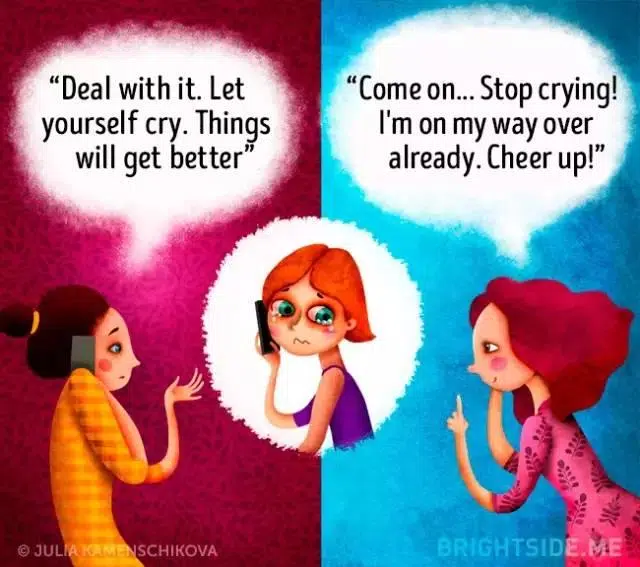 “Deal with it. Let
yourself cry. Things
will get better”
“Come on... Stop crying!
I'm on my way over
already. Cheer up!”
© JULIA KAMENSCHIKOVA
BRIGHTSIDE.ME